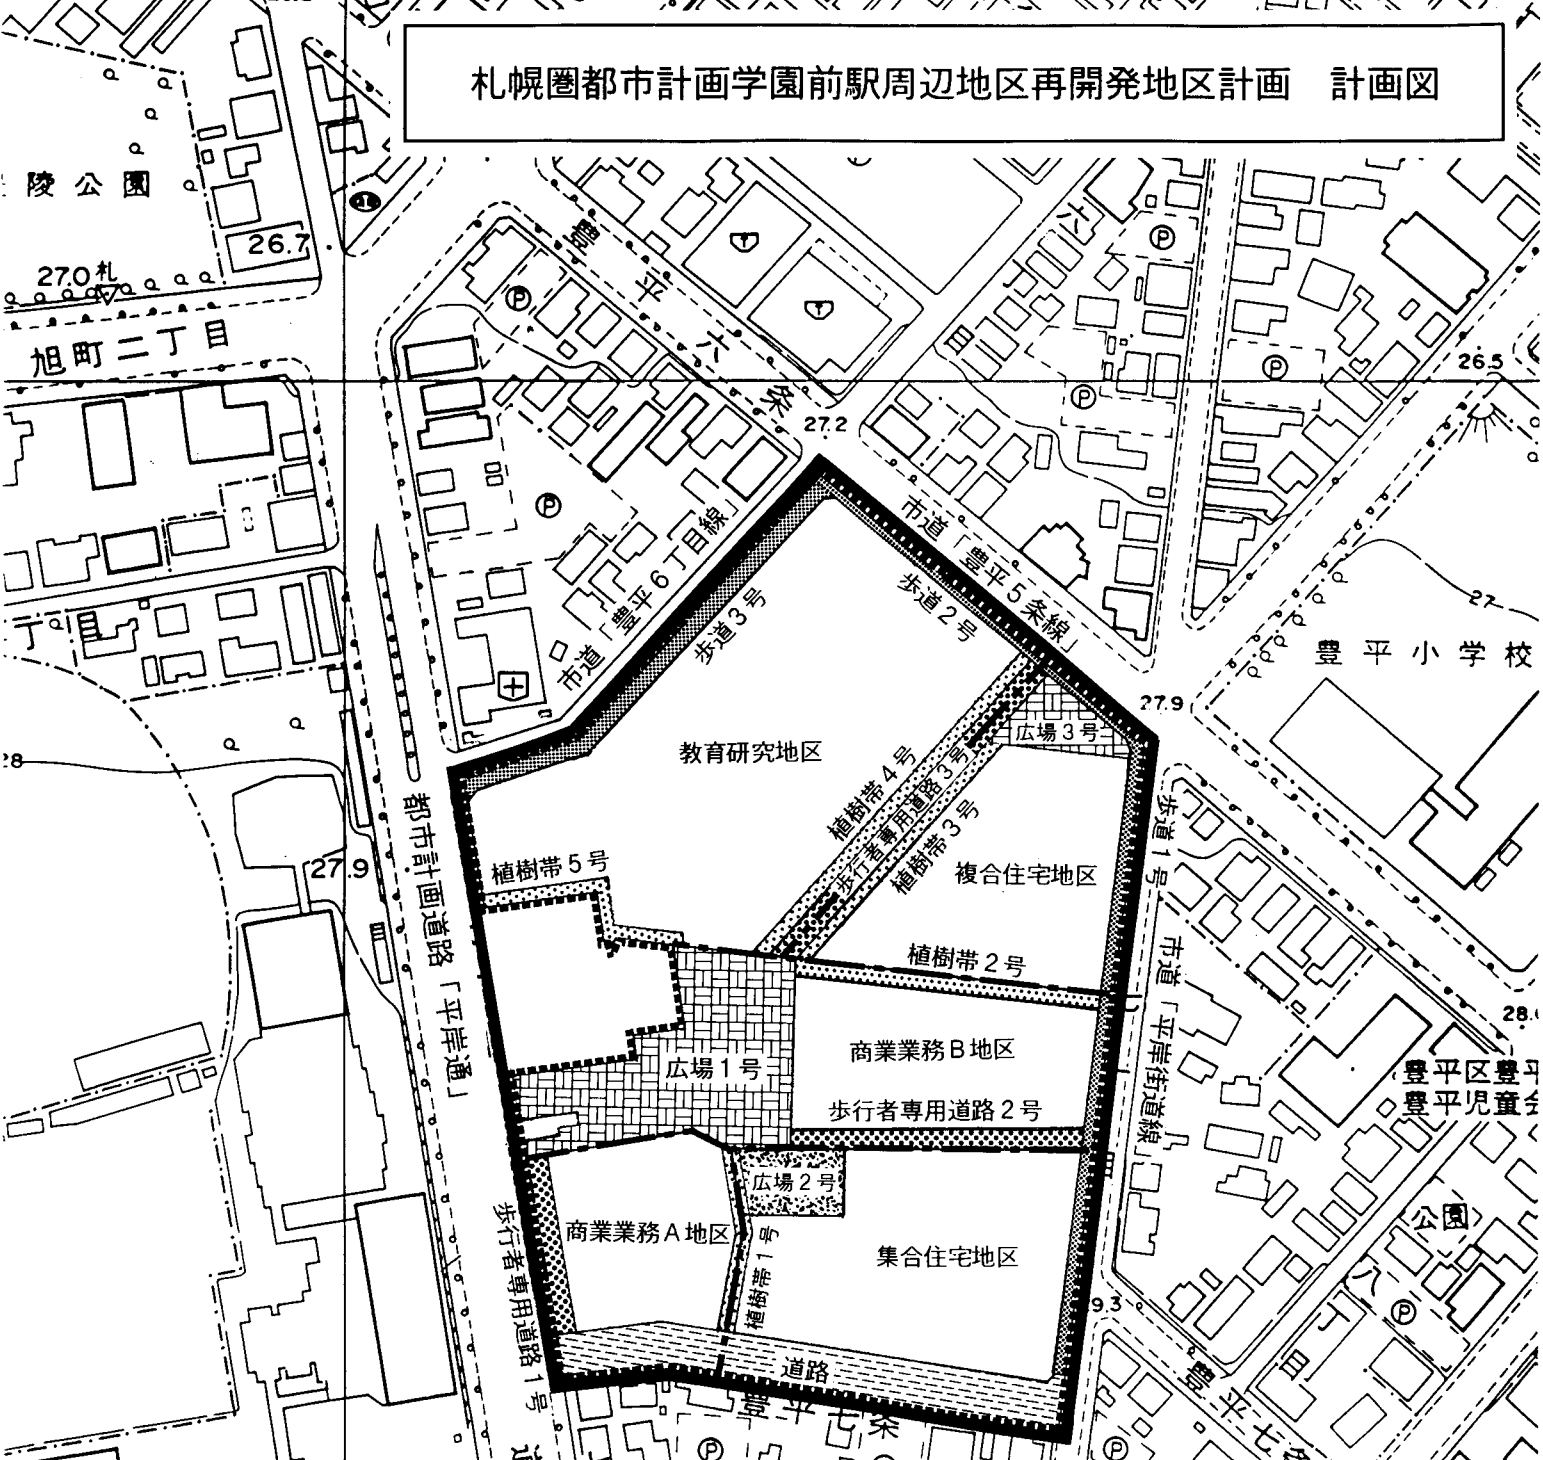 札幌圏都市計画学園前駅周辺地区再開発地区計画　計画図
陵公園
26.7
27.0 札
旭町二丁目
豊平六条
六
27.2
26.5
27
市道「豊平6丁目線」
歩道3号
市道「豊平5条線」
歩道2号
豊平小学校
27.9
教育研究地区
広場3号
植樹帯4号
歩行者専用道路3号
植樹帯3号
28
丁
都市計画道路「平岸通」
27.9
植樹帯5号
複合住宅地区
歩道1号
植樹帯2号
市道「平岸街道線」
商業業務B地区
広場1号
歩行者専用道路2号
豊平区豊平
豊平児童会
広場2号
商業業務A地区
植樹帯1号
集合住宅地区
歩行者専用道路1号
公園
八
丁
目
9.3
道路
豊平七条
豊平七条
道
P
P
P
P
P
P
P
P